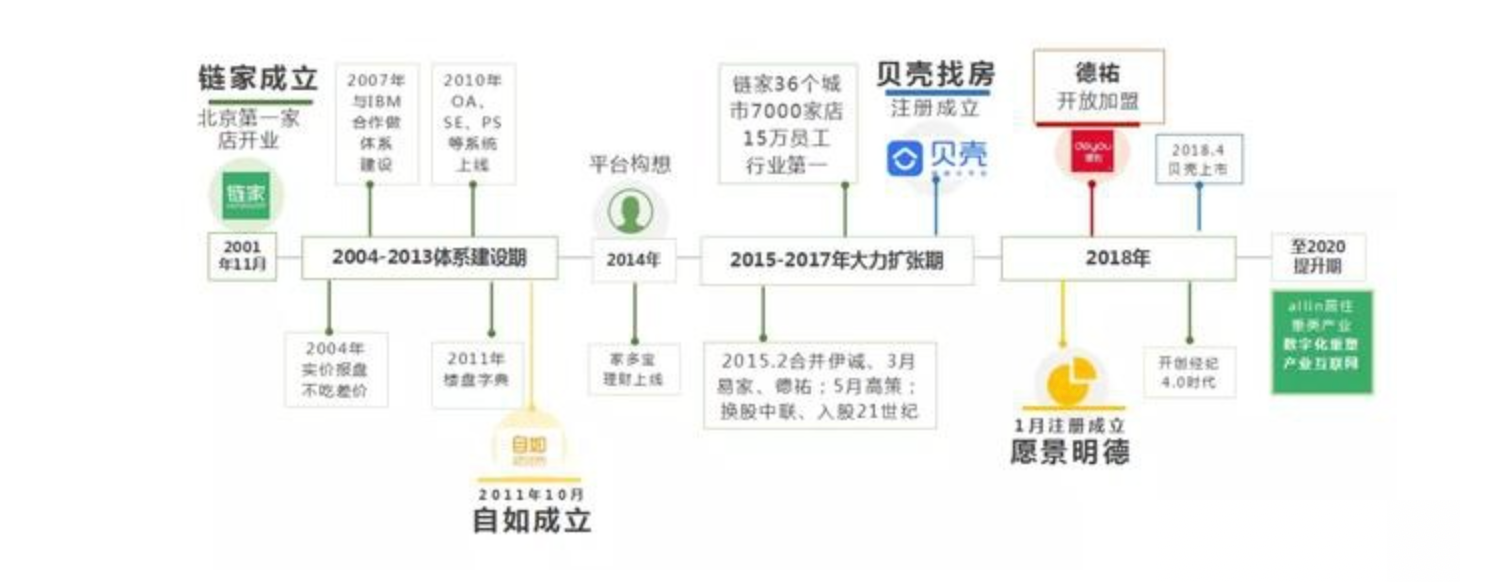 链家成立
北京第一家
店开业
链家
2001
年11月
2007年
与IBM
合作做
体系
建设
2010年
OA、
SE、PS
等系统
上线
2004-2013体系建设期
2004年
实价报盘
不吃差价
2011年
楼盘字典
自如
2011年10月
自如成立
平台构想
2014年
家多宝
理财上线
链家36个城
市7000家店
15万员工
行业第一
贝壳找房
注册成立
贝壳
2015-2017年大力扩张期
2015.2合并伊诚、3月
易家、德祐；5月高策；
换股中联、入股21世纪
德祐
开放加盟
deyou
德祐
2018.4
贝壳上市
2018年
1月注册成立
愿景明德
开创经纪
4.0时代
至2020
提升期
allin居住
垂类产业
数字化重塑
产业互联网